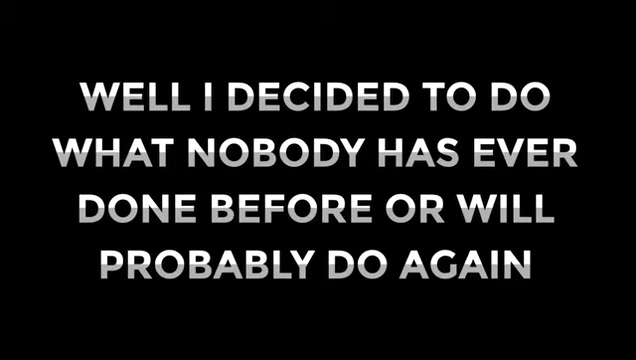 WELL I DECIDED TO DO
WHAT NOBODY HAS EVER
DONE BEFORE OR WILL
PROBABLY DO AGAIN